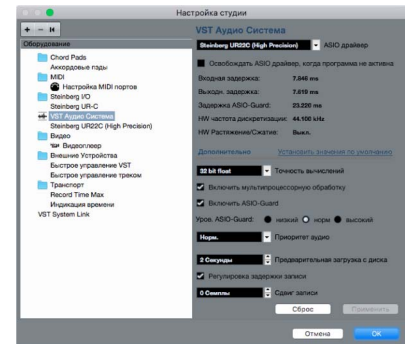 Настройка студии
Оборудование
Chord Pads
Аккордовые пэды
MIDI
Настройка MIDI портов
Steinberg I/O
Steinberg UR-C
VST Аудио Система
Steinberg UR22C (High Precision)
Видео
Видеоплеер
Внешние Устройства
Быстрое управление VST
Быстрое управление треком
Транспорт
Record Time Max
Индикация времени
VST System Link
VST Аудио Система
Steinberg UR22C (High Precision) ASIO драйвер
Освобождать ASIO драйвер, когда программа не активна
Входная задержка: 7.846 ms
Выходн. задержка: 7.619 ms
Задержка ASIO-Guard: 23.220 ms
HW частота дискретизации: 44.100 kHz
HW Растяжение/Сжатие: Выкл.
Дополнительно Установить значения по умолчанию
32 bit float Точность вычислений
Включить мультипроцессорную обработку
Включить ASIO-Guard
Уров. ASIO-Guard: низкий норм высокий
Норм. Приоритет аудио
2 Секунды Предварительная загрузка с диска
Регулировка задержки записи
0 Семплы Сдвиг записи
Сброс Применить
Отмена OK